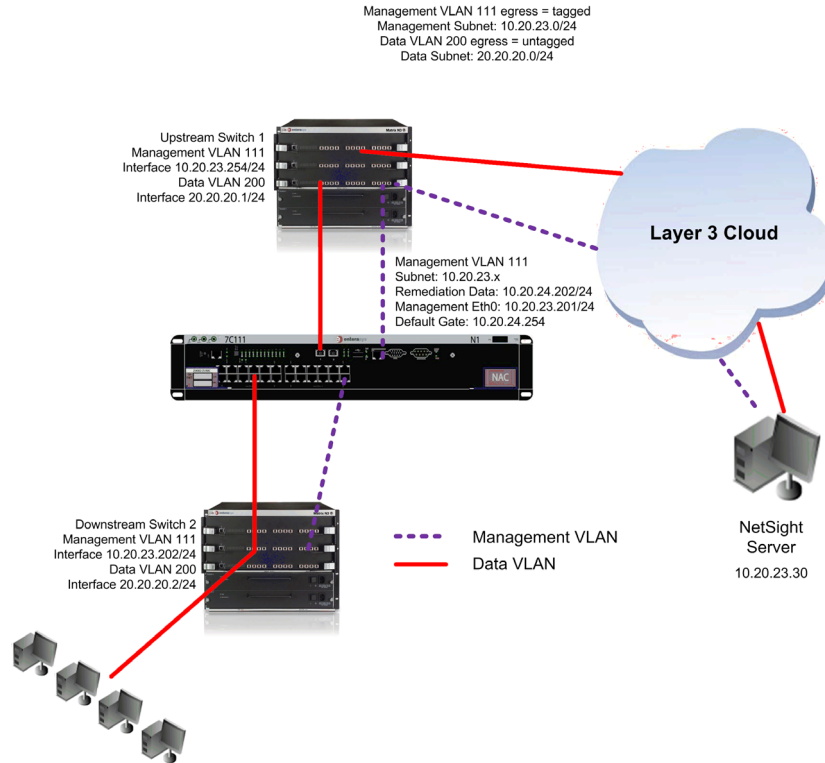 Management VLAN 111 egress = tagged
Management Subnet: 10.20.23.0/24
Data VLAN 200 egress = untagged
Data Subnet: 20.20.20.0/24
Upstream Switch 1
Management VLAN 111
Interface 10.20.23.254/24
Data VLAN 200
Interface 20.20.20.1/24
Layer 3 Cloud
Management VLAN 111
Subnet: 10.20.23.x
Remediation Data: 10.20.24.202/24
Management Eth0: 10.20.23.201/24
Default Gate: 10.20.24.254
7C111
enterasys
N1
NAC
Downstream Switch 2
Management VLAN 111
Interface 10.20.23.202/24
Data VLAN 200
Interface 20.20.20.2/24
Management VLAN
Data VLAN
NetSight
Server
10.20.23.30